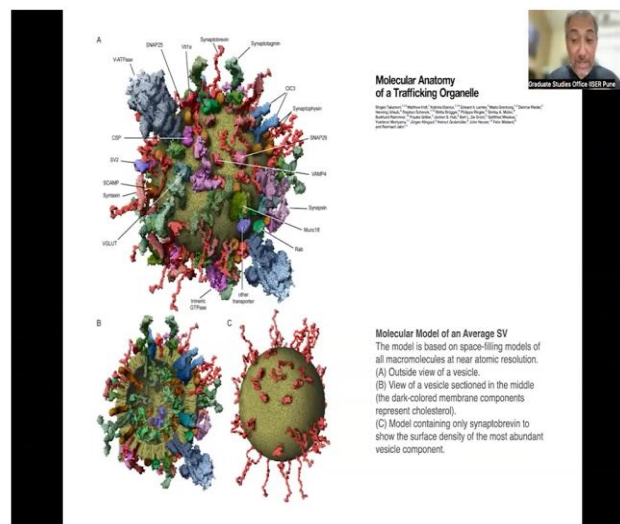 A
SNAP25
Vti1a
Synaptobrevin
Synaptotagmin
V-ATPase
ClC3
Synaptophysin
CSP
SNAP29
SV2
VAMP4
SCAMP
Syntaxin
Synapsin
Munc18
VGLUT
Rab
trimeric
GTPase
other
transporter
B
C
Graduate Studies Office IISER Pune
Molecular Anatomy
of a Trafficking Organelle
and Reinhard Jahn
Molecular Model of an Average SV
The model is based on space-filling models of
all macromolecules at near atomic resolution.
(A) Outside view of a vesicle.
(B) View of a vesicle sectioned in the middle
(the dark-colored membrane components
represent cholesterol).
(C) Model containing only synaptobrevin to
show the surface density of the most abundant
vesicle component.